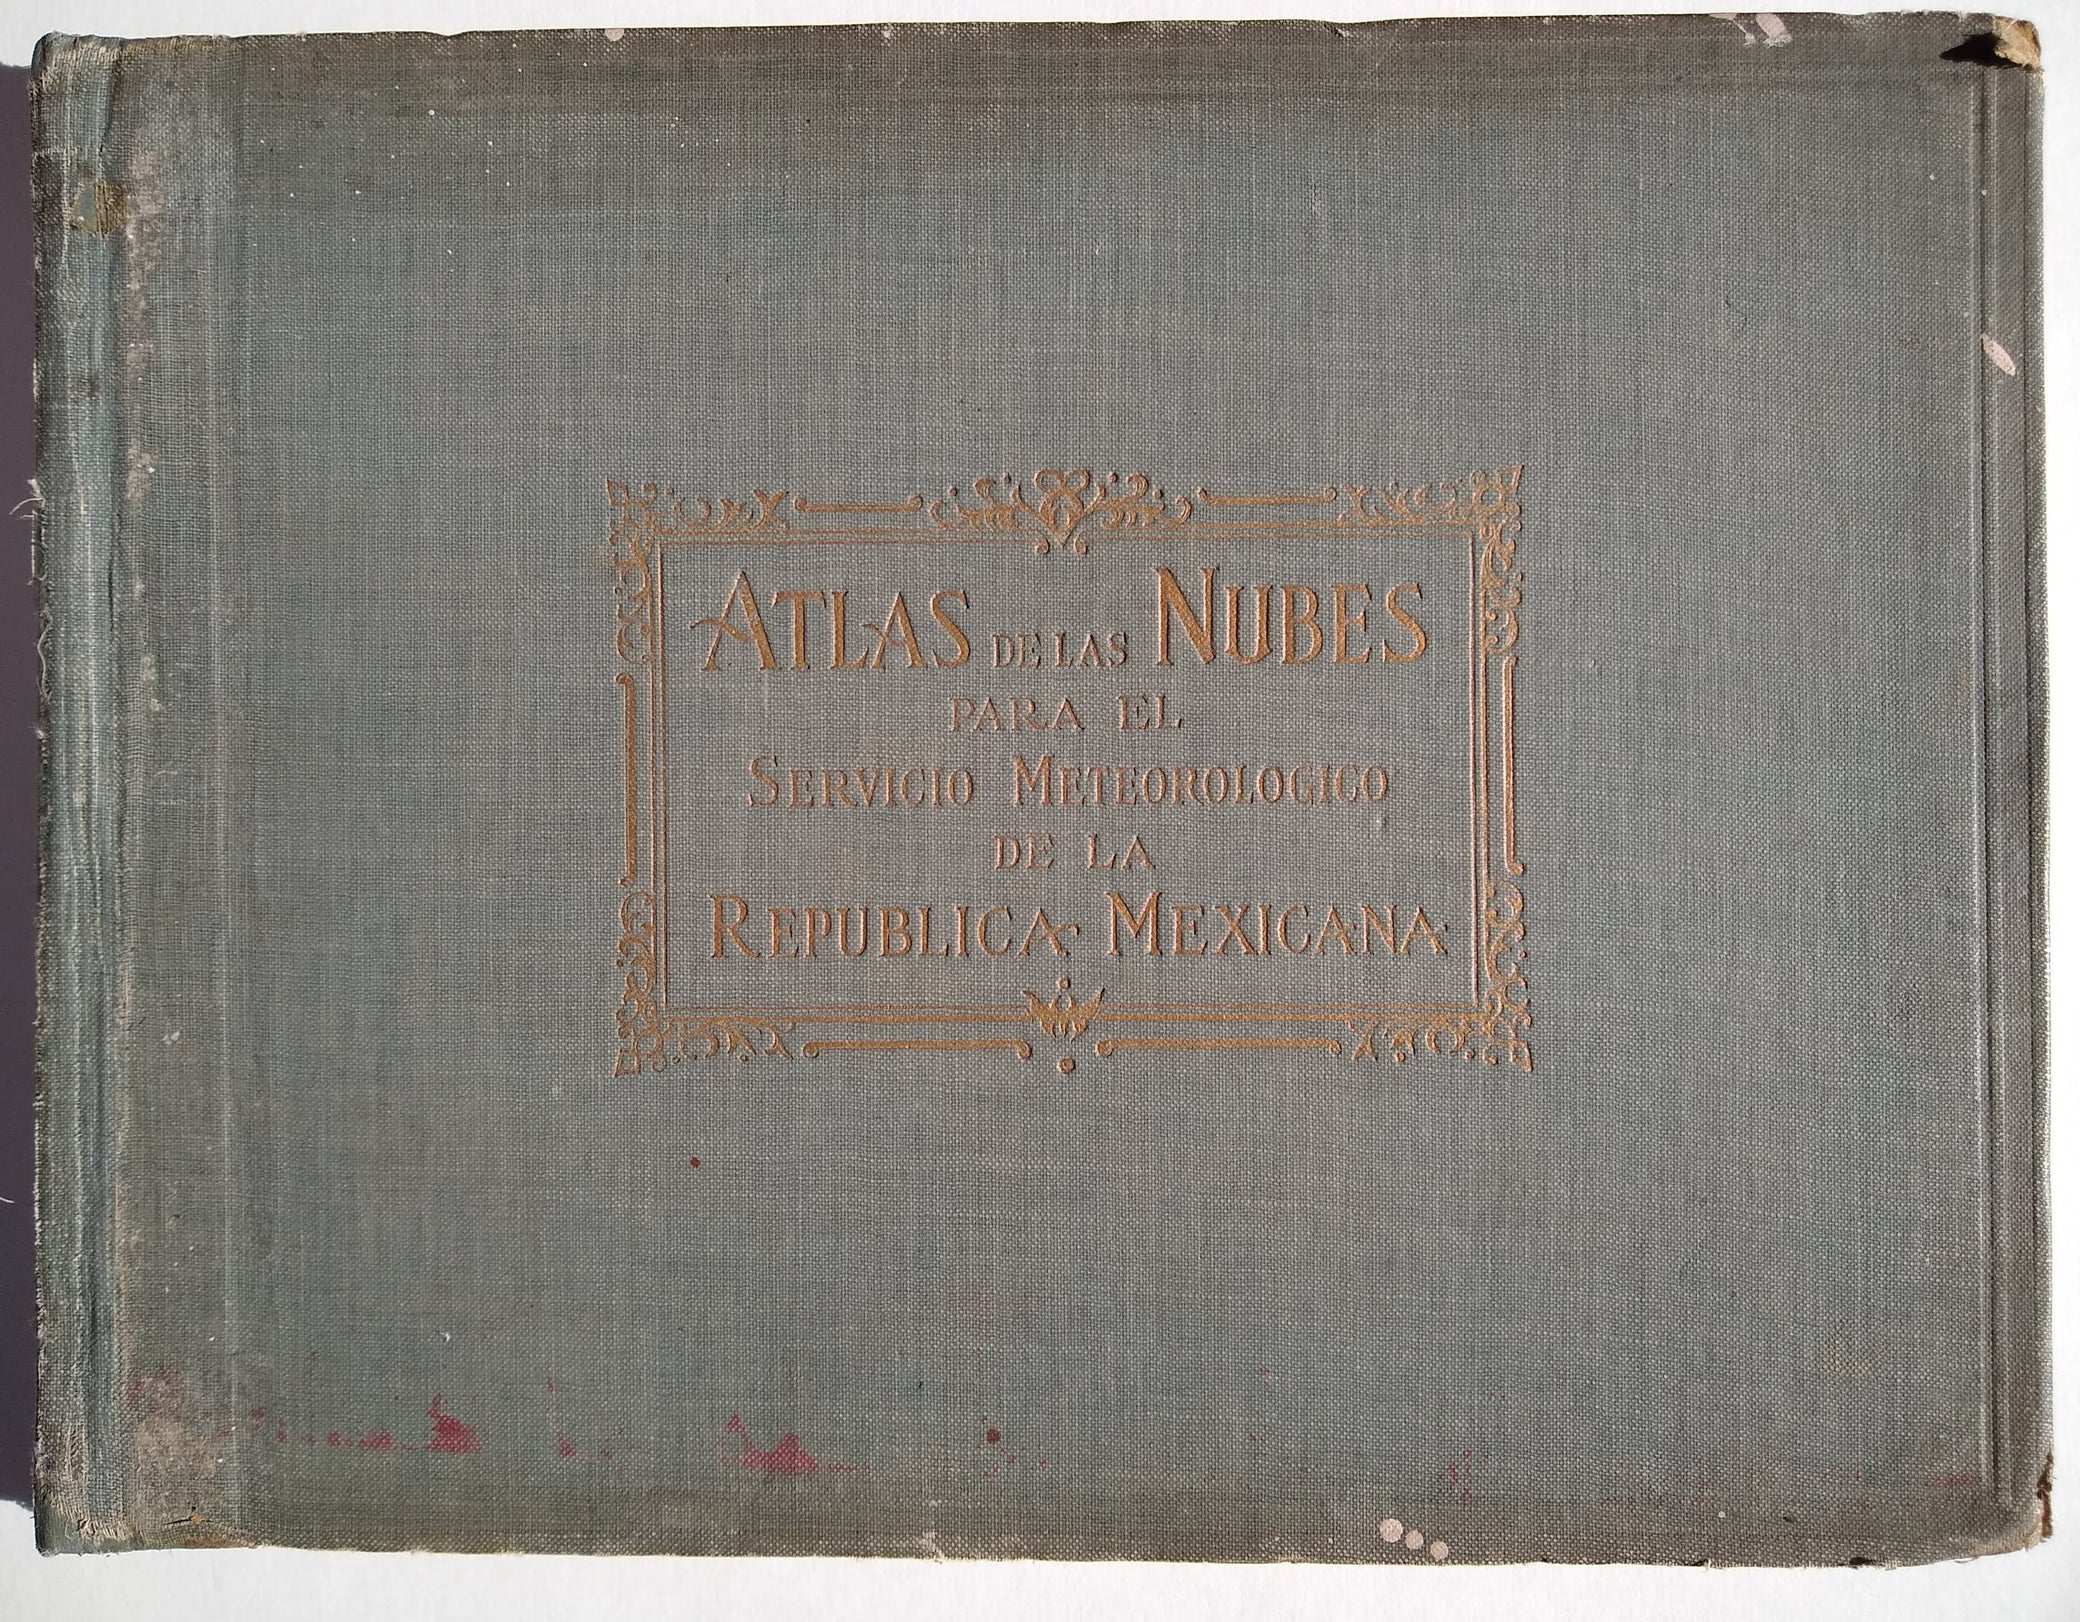 ATLAS DE LAS NUBES
PARA EL
SERVICIO METEOROLOGICO
DE LA
REPUBLICA MEXICANA